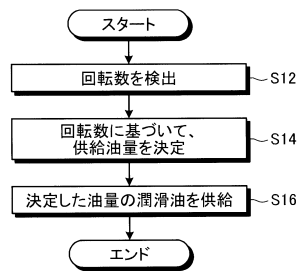 スタート
回転数を検出
S12
回転数に基づいて、
供給油量を決定
S14
決定した油量の潤滑油を供給
S16
エンド